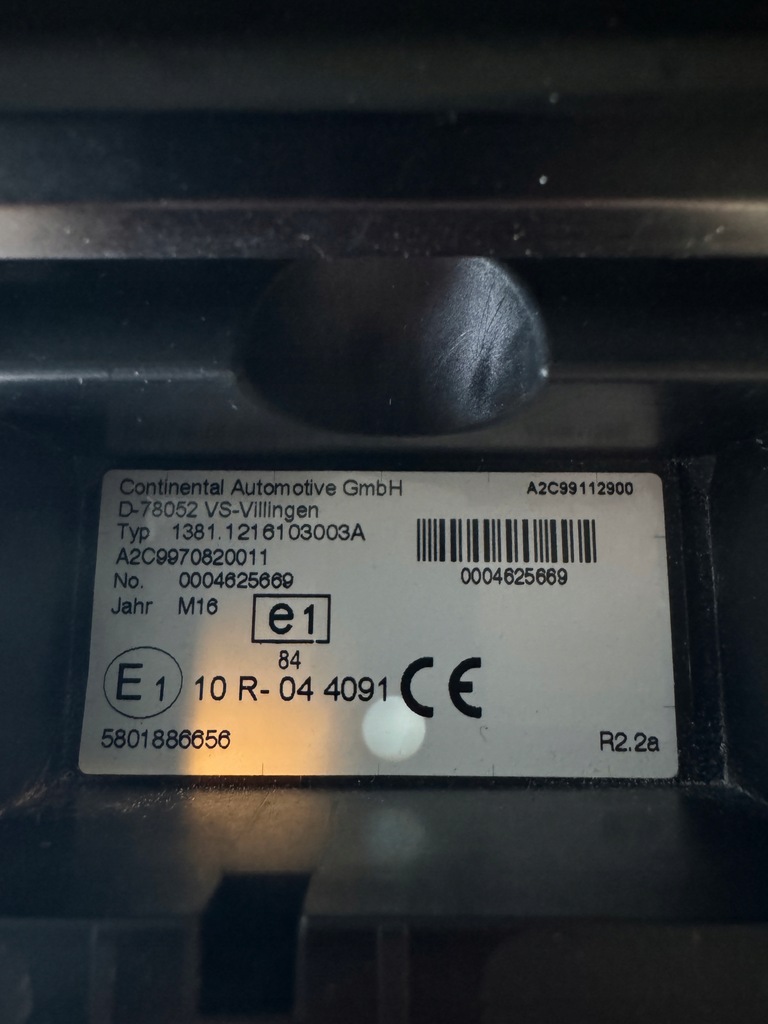 Continental Automotive GmbH
A2C99112900
D-78052 VS-Villingen
Typ 1381.1216103003A
A2C9970820011
No. 0004625669
0004625669
Jahr M16
e1
84
E1 10 R- 04 4091 CE
5801886656
R2.2a